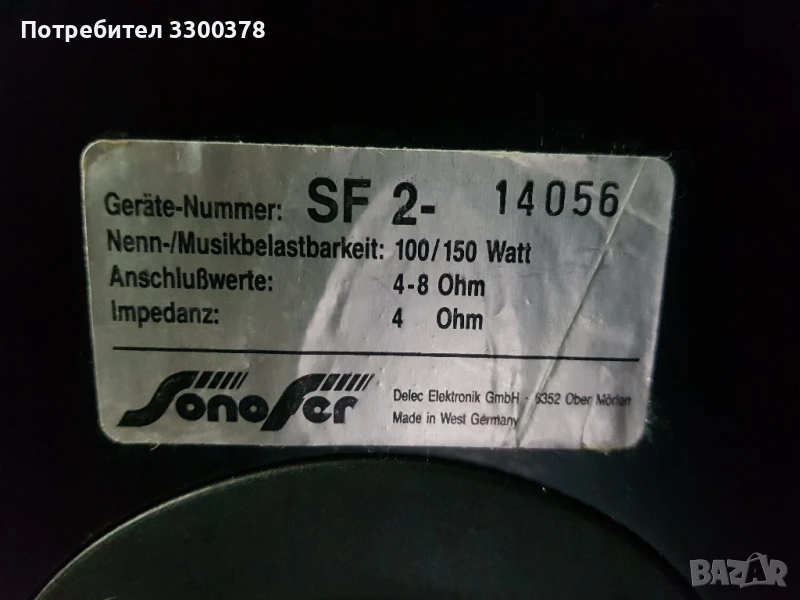 Потребител 3300378
Geräte-Nummer: SF 2- 14056
Nenn-/Musikbelastbarkeit: 100/150 Watt
Anschlußwerte: 4-8 Ohm
Impedanz: 4 Ohm
Sonofer
Delec Elektronik GmbH · 6352 Ober Mörlen
Made in West Germany
BAZAR